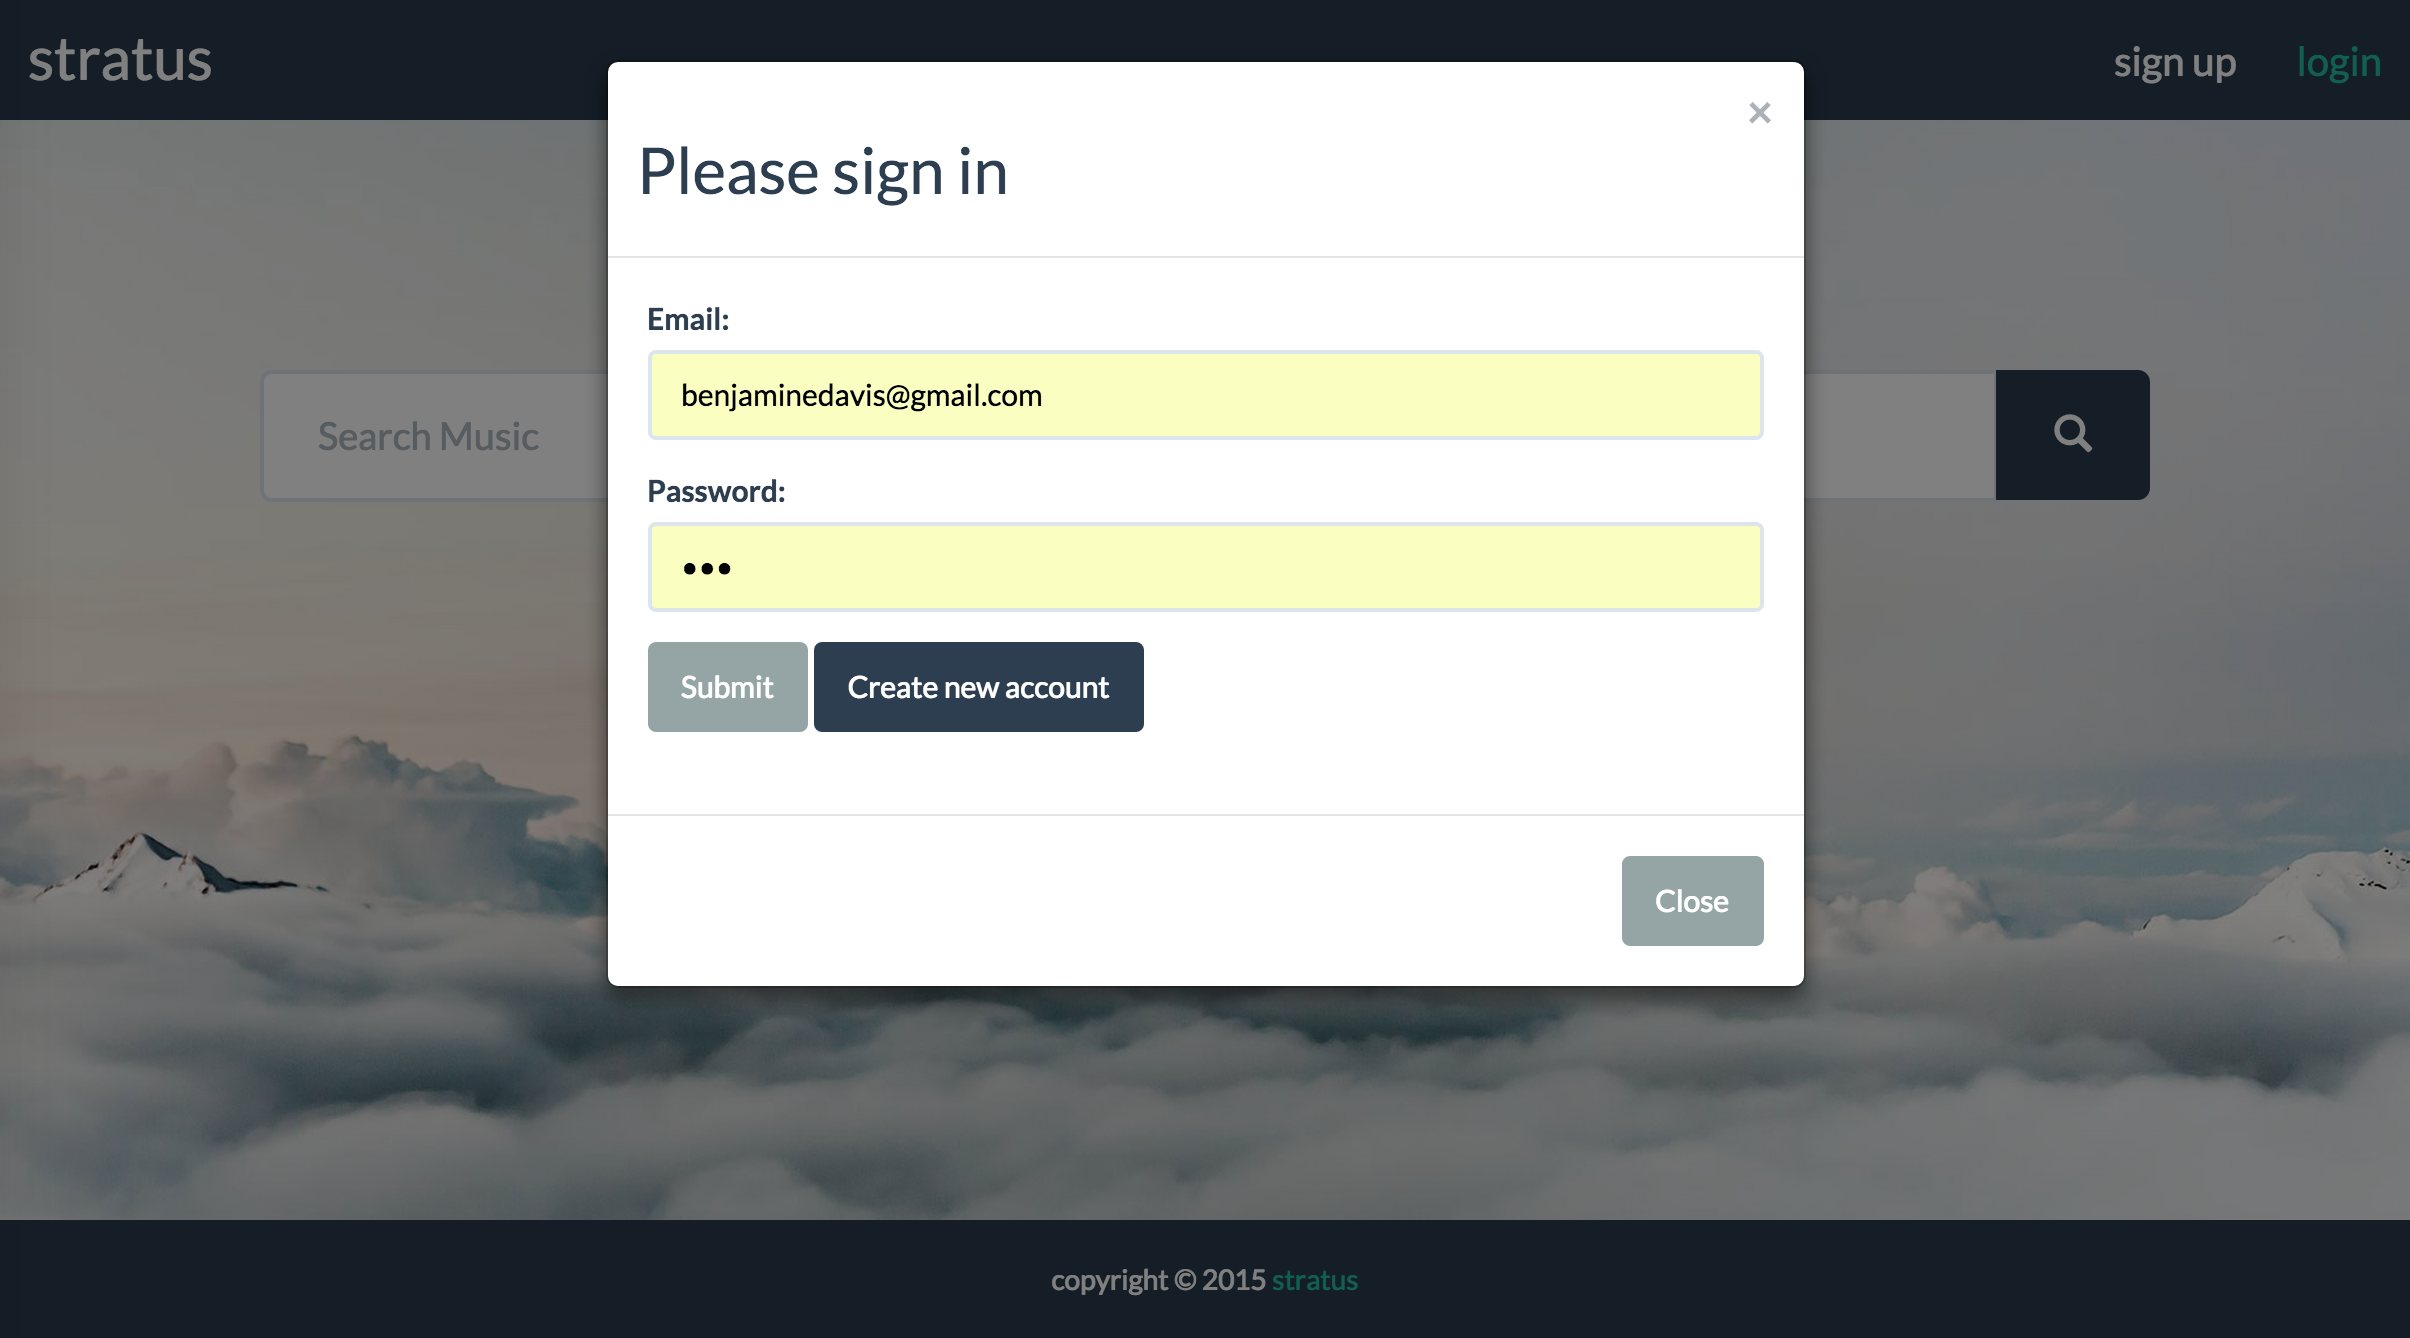 stratus
sign up
login
×
Please sign in
Email:
benjaminedavis@gmail.com
Search Music
Password:
•••
Submit
Create new account
Close
copyright © 2015 stratus